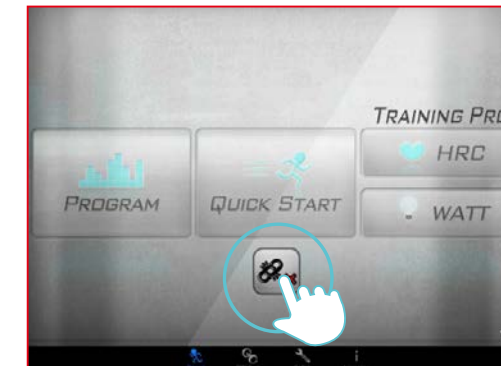 TRAINING PRO
PROGRAM
QUICK START
HRC
WATT